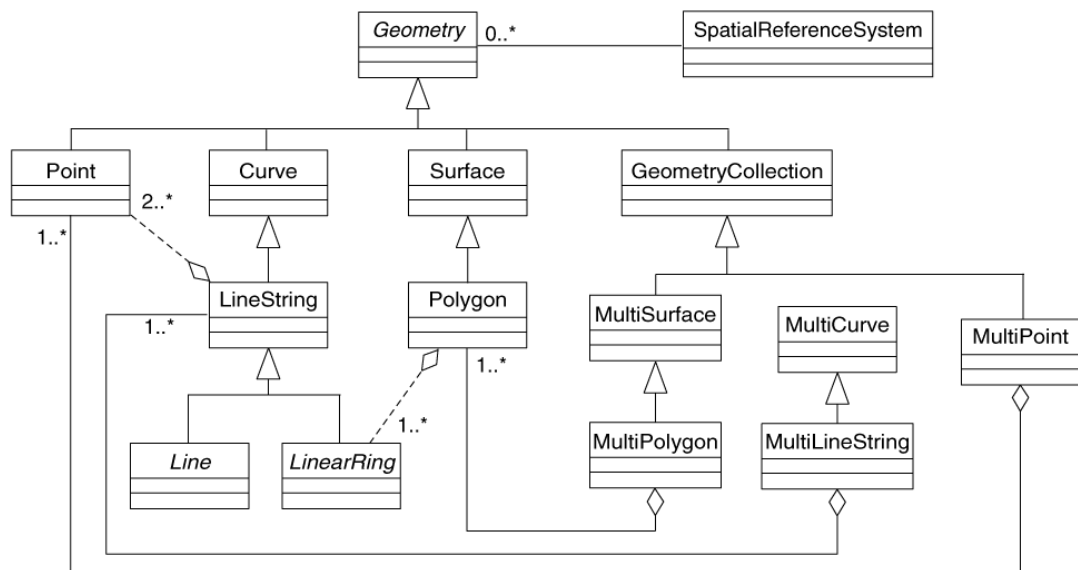 Geometry
0..*
SpatialReferenceSystem
Point
Curve
Surface
GeometryCollection
2..*
1..*
LineString
Polygon
MultiSurface
MultiCurve
MultiPoint
1..*
1..*
1..*
Line
LinearRing
MultiPolygon
MultiLineString